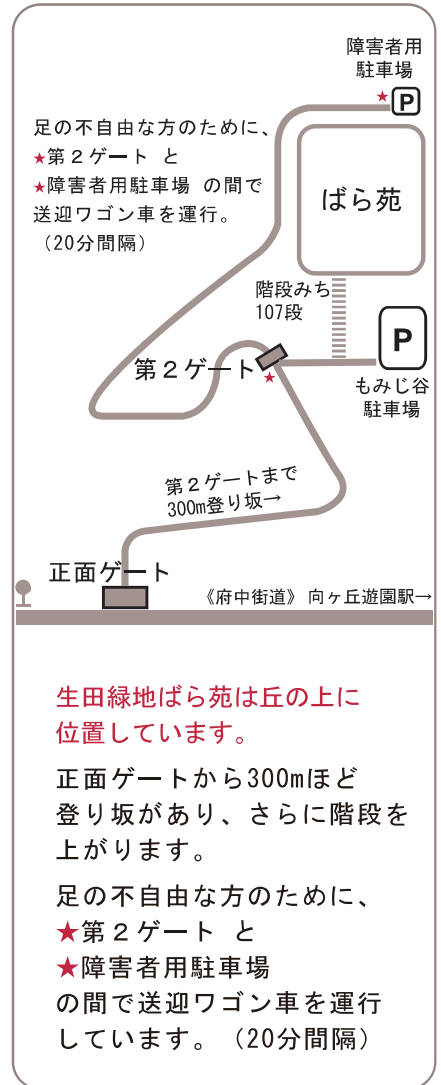 障害者用
駐車場
★P
足の不自由な方のために、
★第２ゲート と
★障害者用駐車場 の間で
送迎ワゴン車を運行。
（20分間隔）
ばら苑
階段みち
107段
P
第２ゲート
★
もみじ谷
駐車場
第２ゲートまで
300m登り坂→
正面ゲート
《府中街道》 向ヶ丘遊園駅→
生田緑地ばら苑は丘の上に
位置しています。
正面ゲートから300mほど
登り坂があり、さらに階段を
上がります。
足の不自由な方のために、
★第２ゲート と
★障害者用駐車場
の間で送迎ワゴン車を運行
しています。（20分間隔）